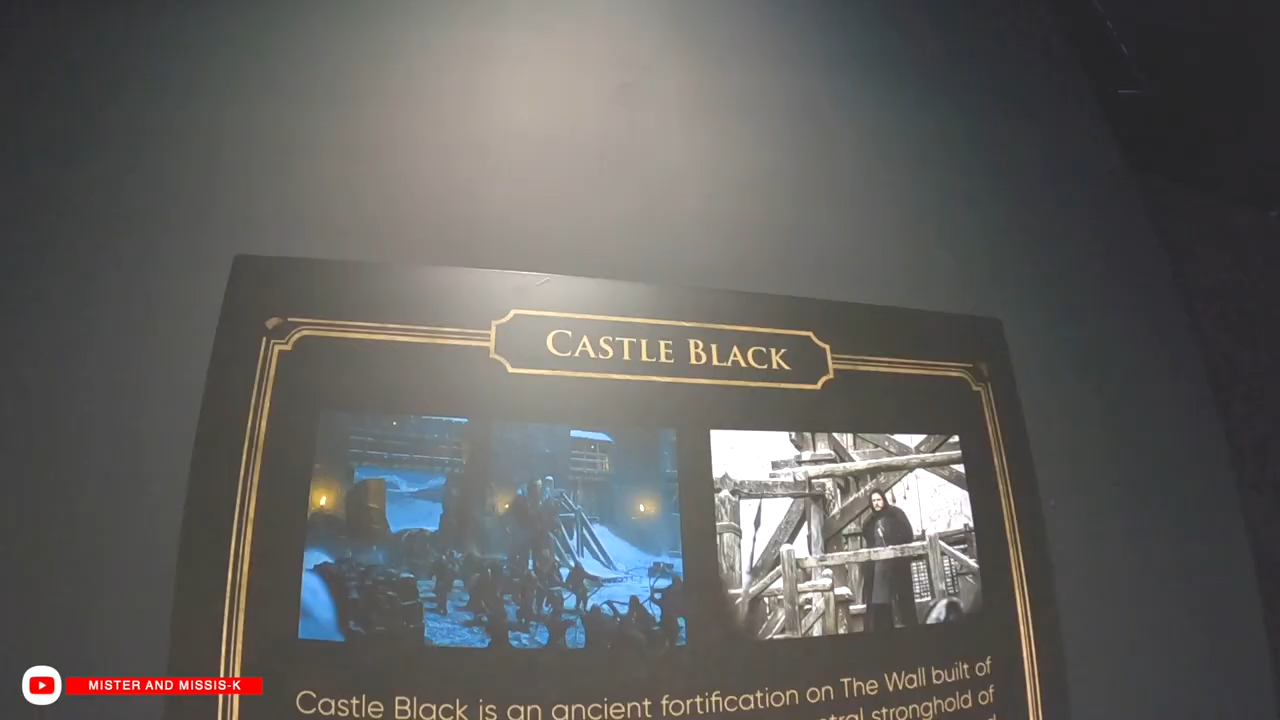 CASTLE BLACK
Castle Black is an ancient fortification on The Wall built of
stronghold of
MISTER AND MISSIS-K